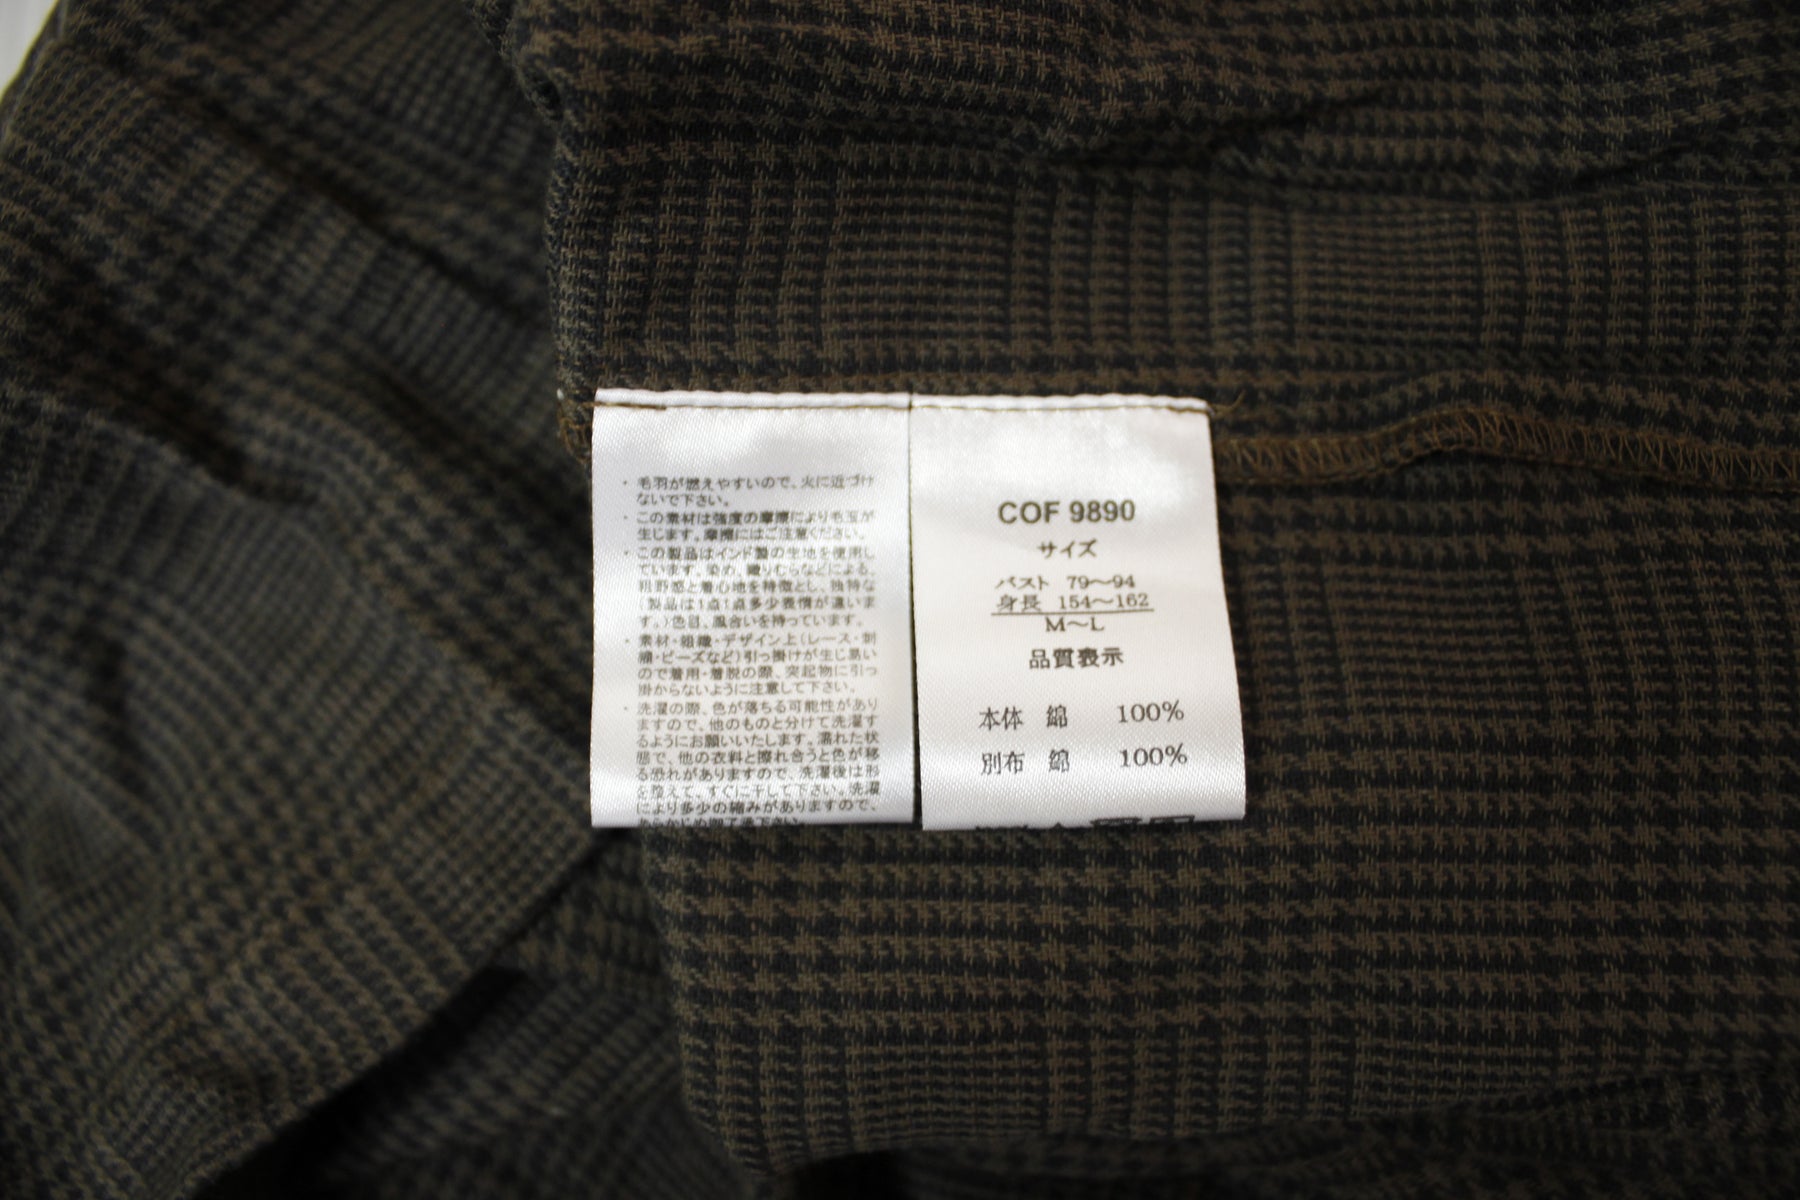 ・毛羽が燃えやすいので、火に近づけ
ないで下さい。
・この素材は強度の摩擦により毛玉が
生じます。摩擦にはご注意ください。
・この製品はインド製の生地を使用し
ています。染め、織りむらなどによる、
粗野感と着心地を特徴とし、独特な
(製品は1点1点多少表情が違いま
す。)色目、風合いを持っています。
・素材・組織・デザイン上(レース・刺
繍・ビーズなど)引っ掛けが生じ易い
ので着用・着脱の際、突起物に引っ
掛からないように注意して下さい。
・洗濯の際、色が落ちる可能性があり
ますので、他のものと分けて洗濯す
るようにお願いいたします。濡れた状
態で、他の衣料と擦れ合うと色が移
る恐れがありますので、洗濯後は形
を整えて、すぐに干して下さい。洗濯
により多少の縮みがありますので、
あらかじめ御了承下さい。
COF 9890
サイズ
バスト 79～94
身長 154～162
M～L
品質表示
本体 綿 100%
別布 綿 100%